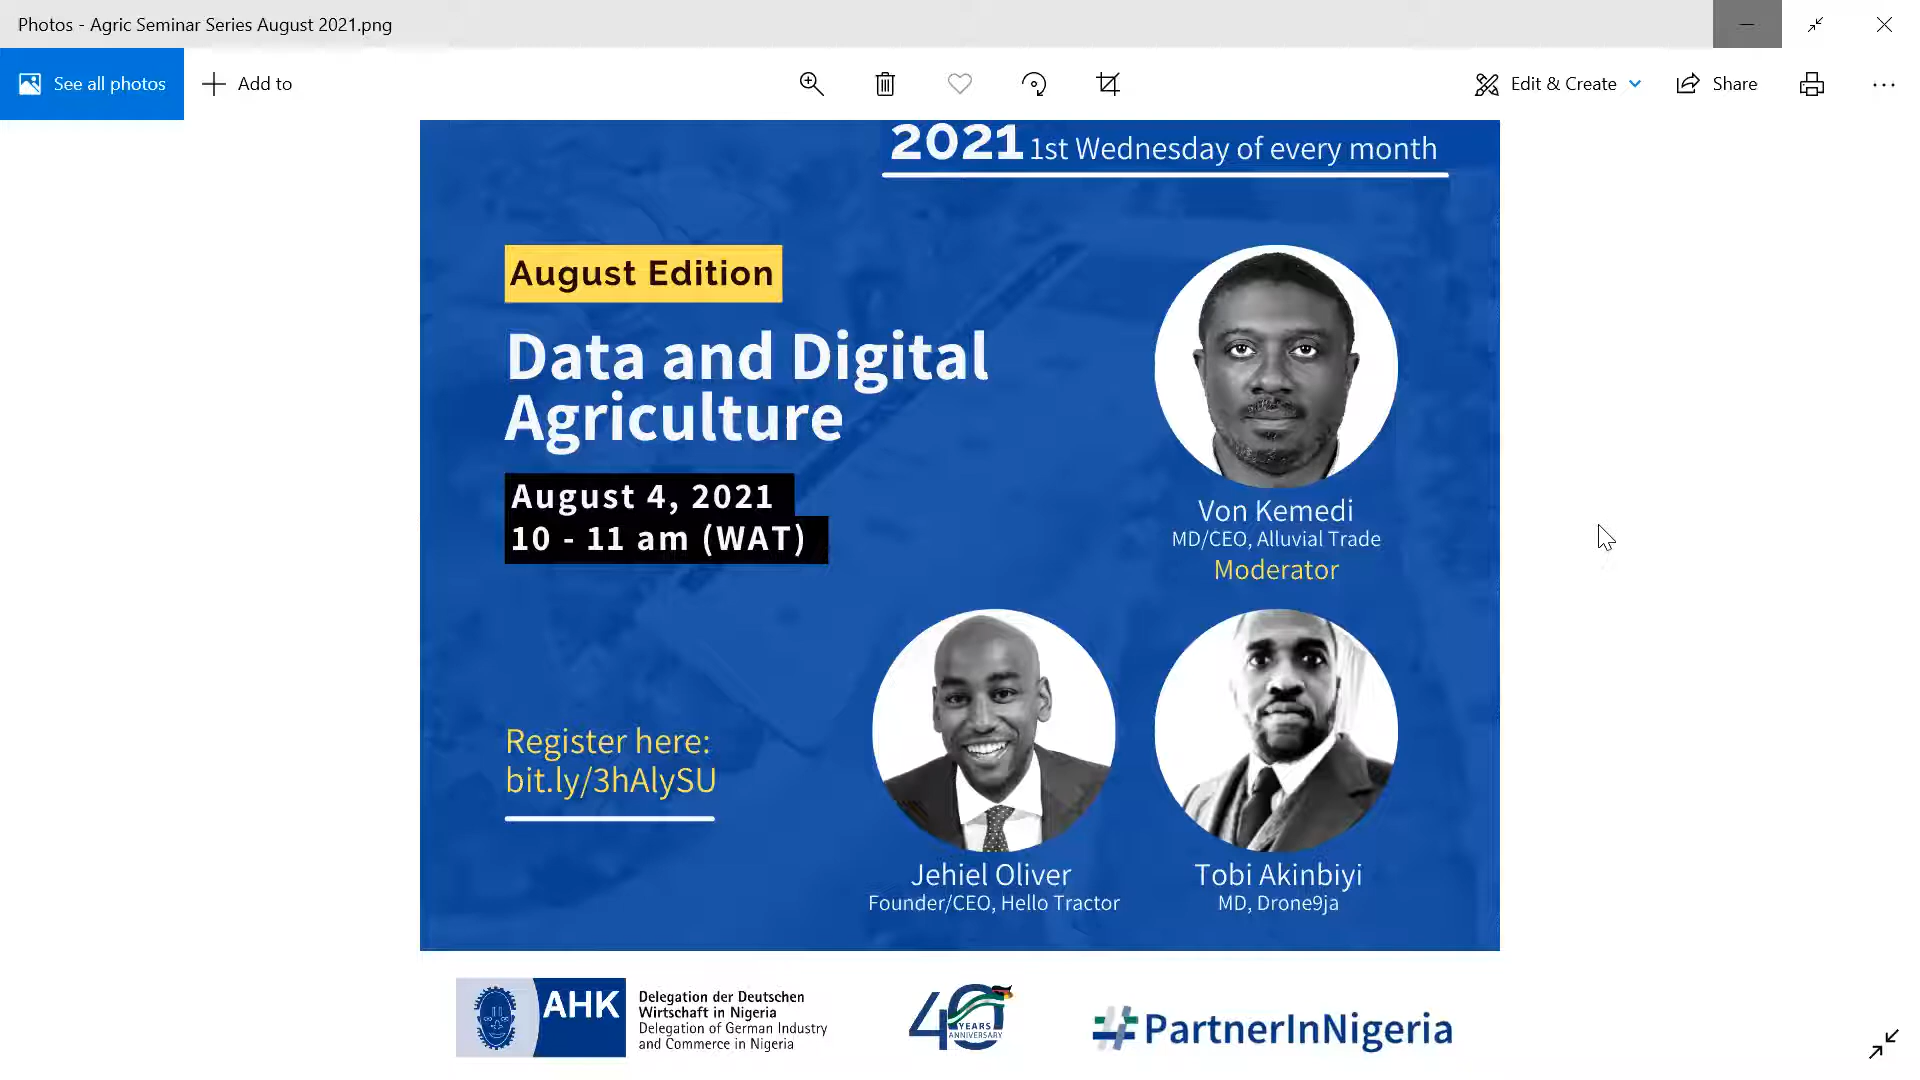 Photos - Agric Seminar Series August 2021.png
See all photos
Add to
Edit & Create
Share
2021 1st Wednesday of every month
August Edition
Data and Digital
Agriculture
August 4, 2021
10 - 11 am (WAT)
Von Kemedi
MD/CEO, Alluvial Trade
Moderator
Register here:
bit.ly/3hAlySU
Jehiel Oliver
Founder/CEO, Hello Tractor
Tobi Akinbiyi
MD, Drone9ja
AHK
Delegation der Deutschen
Wirtschaft in Nigeria
Delegation of German Industry
and Commerce in Nigeria
40
YEARS
ANNIVERSARY
#PartnerInNigeria